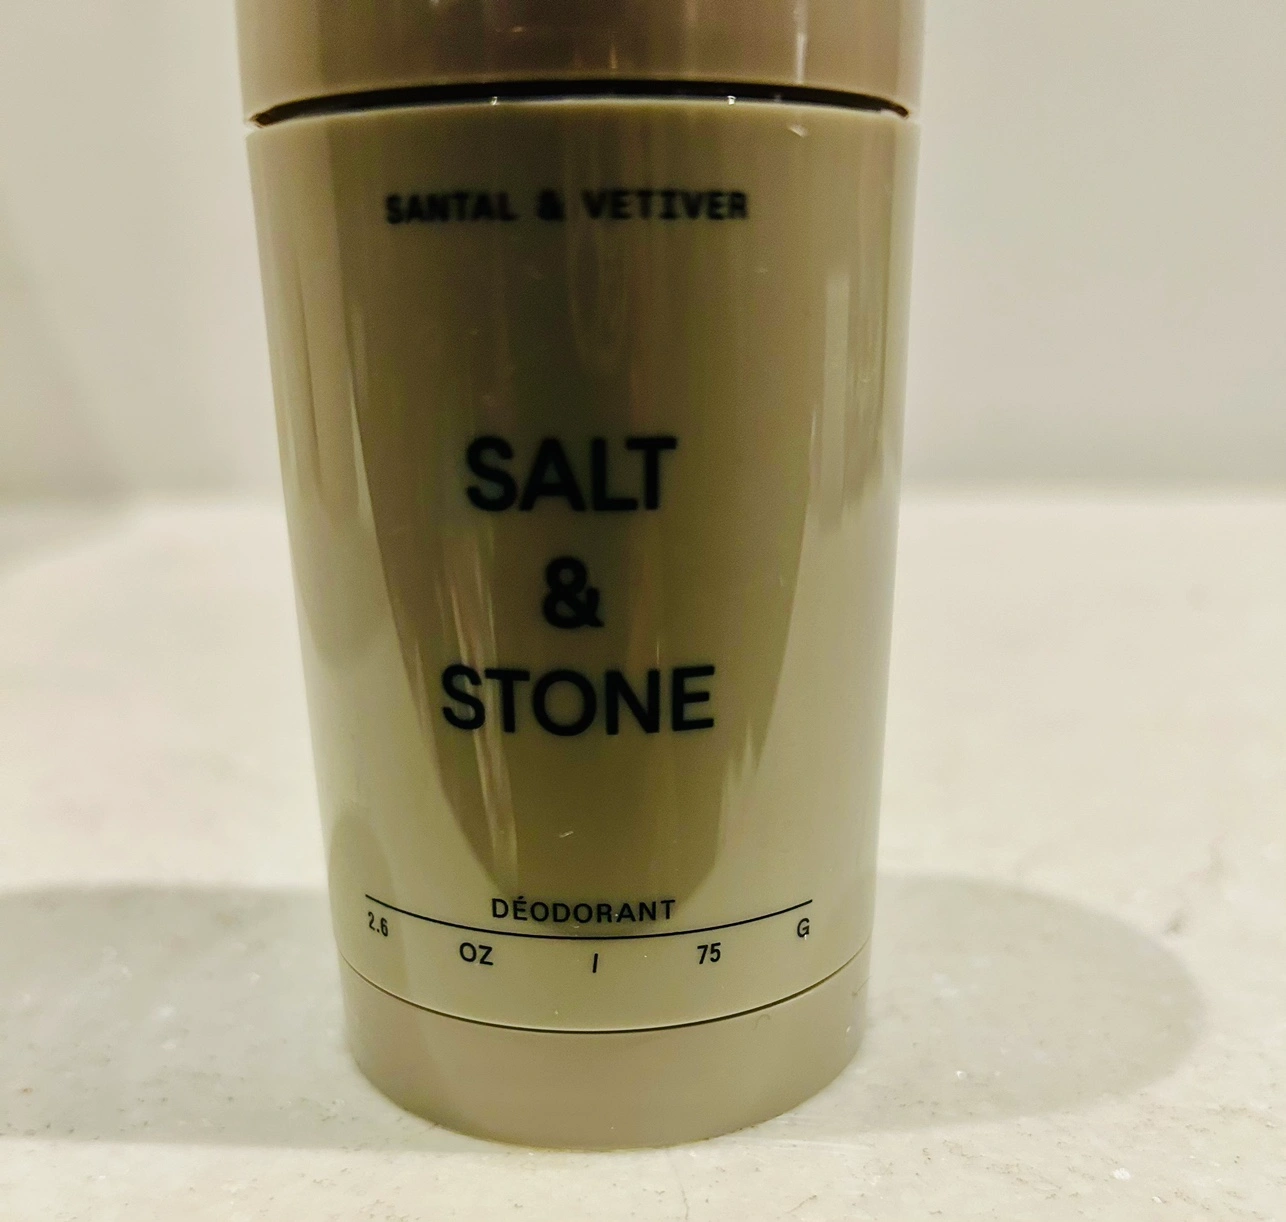 SANTAL & VETIVER
SALT
&
STONE
DÉODORANT
2.6 OZ / 75 G